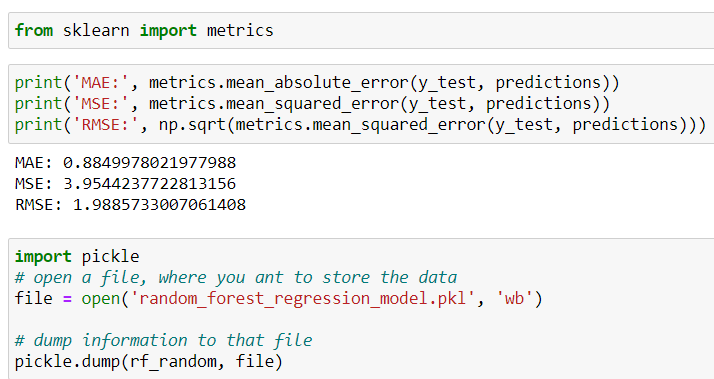 from sklearn import metrics
print('MAE:', metrics.mean_absolute_error(y_test, predictions))
print('MSE:', metrics.mean_squared_error(y_test, predictions))
print('RMSE:', np.sqrt(metrics.mean_squared_error(y_test, predictions)))
MAE: 0.8849978021977988
MSE: 3.9544237722813156
RMSE: 1.9885733007061408
import pickle
# open a file, where you ant to store the data
file = open('random_forest_regression_model.pkl', 'wb')
# dump information to that file
pickle.dump(rf_random, file)